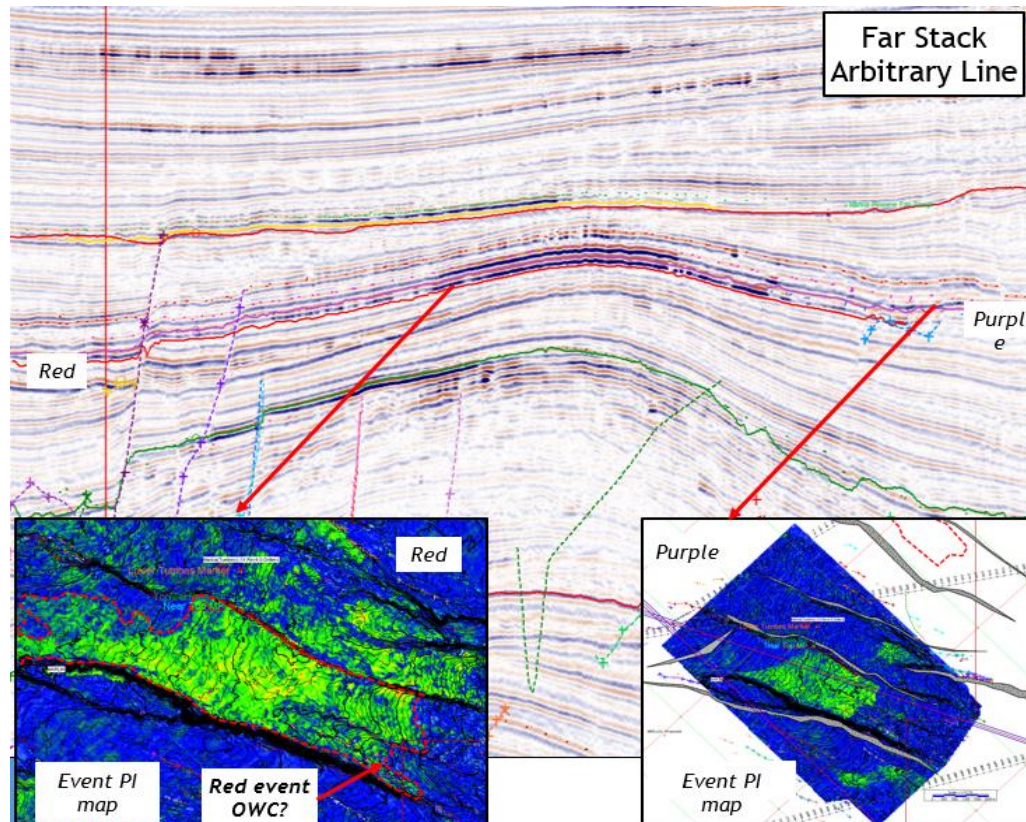 Far Stack
Arbitrary Line
Red
Purpl
e
Red
Event PI
map
Red event
OWC?
Purple
Event PI
map